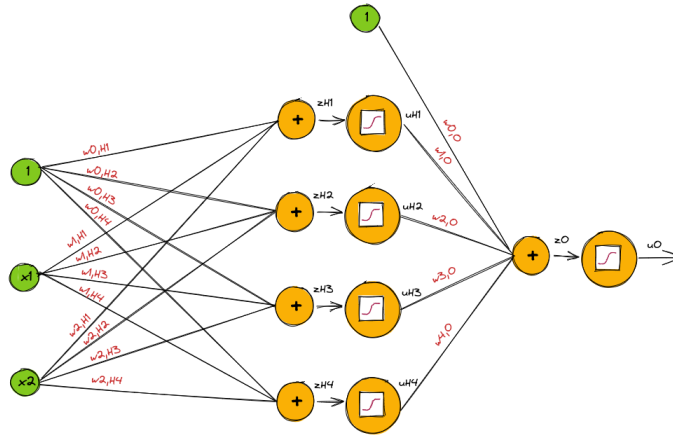 1
zH1
uH1
+
w0,0
w1,0
w0,H1
1
w0,H2
w0,H3
w0,H4
zH2
uH2
+
w2,0
w1,H1
w1,H2
zO
uO
+
x1
w1,H3
w1,H4
w3,0
zH3
uH3
+
w2,H1
w2,H2
w4,0
w2,H3
x2
w2,H4
zH4
uH4
+